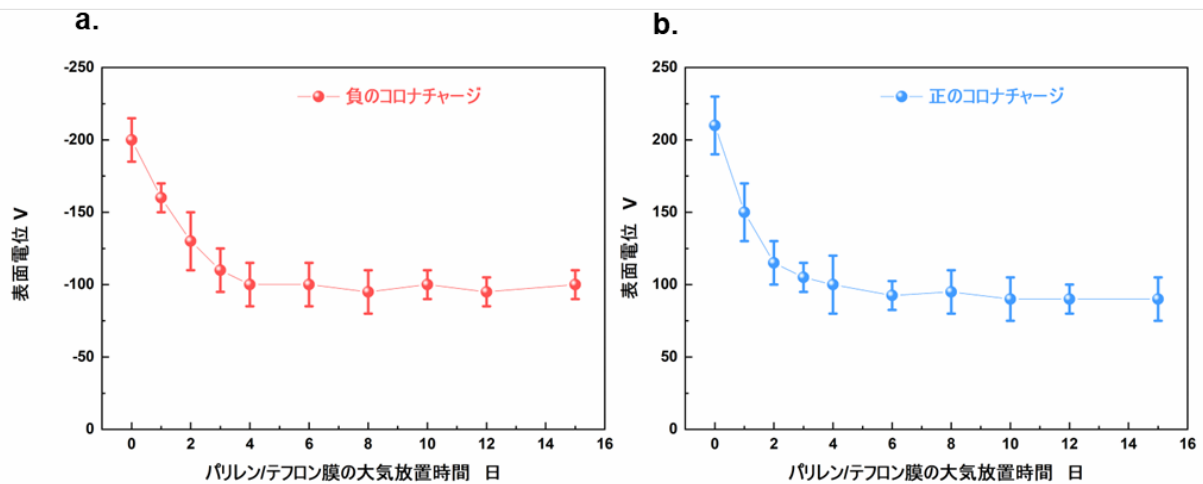 a.
-250
-200
-150
-100
-50
0
0 2 4 6 8 10 12 14 16
表面電位 V
負のコロナチャージ
パリレン/テフロン膜の大気放置時間 日
b.
250
200
150
100
50
0
0 2 4 6 8 10 12 14 16
表面電位 V
正のコロナチャージ
パリレン/テフロン膜の大気放置時間 日